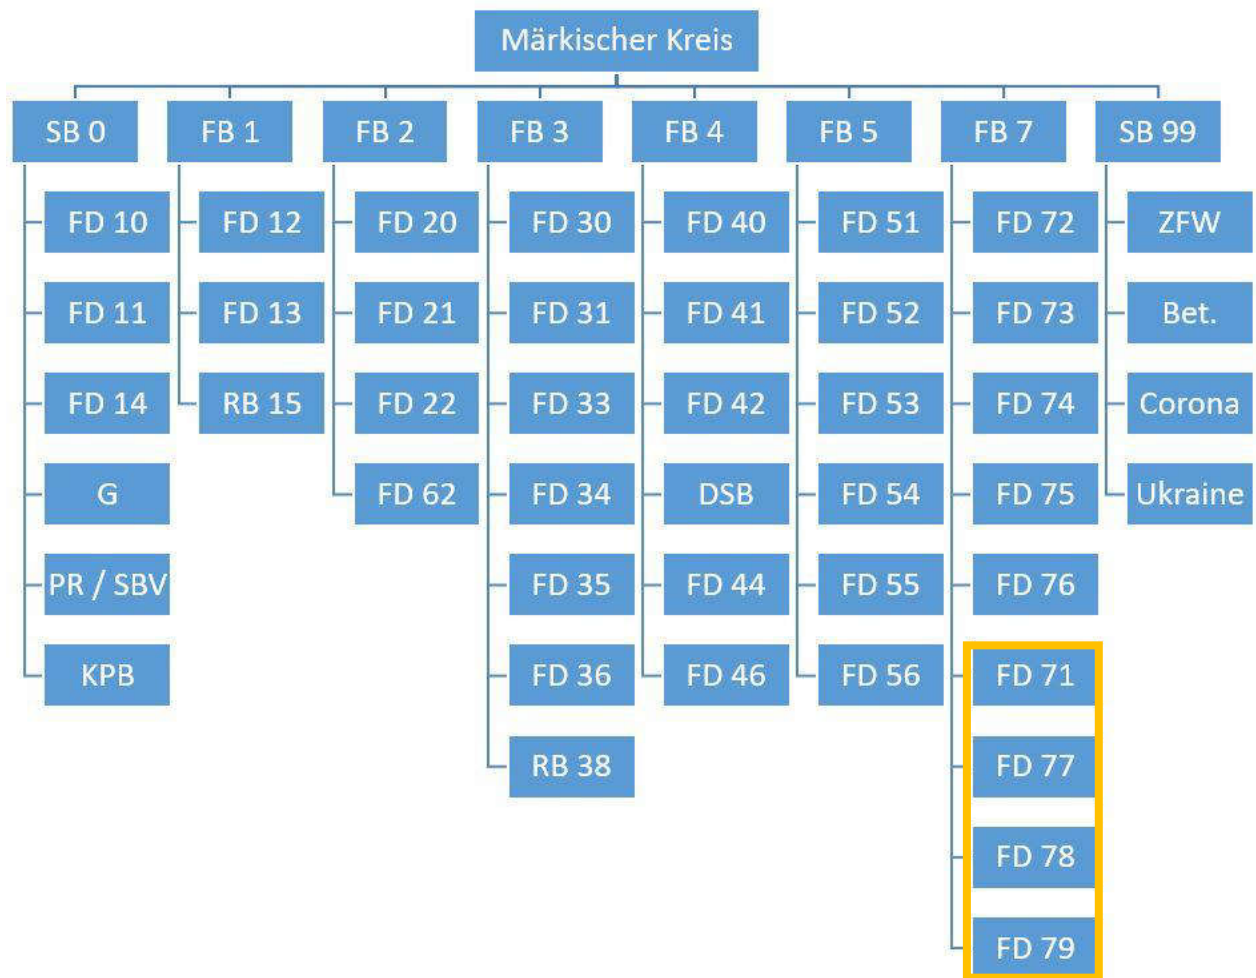 Märkischer Kreis
SB 0
FB 1
FB 2
FB 3
FB 4
FB 5
FB 7
SB 99
FD 10
FD 12
FD 20
FD 30
FD 40
FD 51
FD 72
ZFW
FD 11
FD 13
FD 21
FD 31
FD 41
FD 52
FD 73
Bet.
FD 14
RB 15
FD 22
FD 33
FD 42
FD 53
FD 74
Corona
G
FD 62
FD 34
DSB
FD 54
FD 75
Ukraine
PR / SBV
FD 35
FD 44
FD 55
FD 76
KPB
FD 36
FD 46
FD 56
FD 71
RB 38
FD 77
FD 78
FD 79